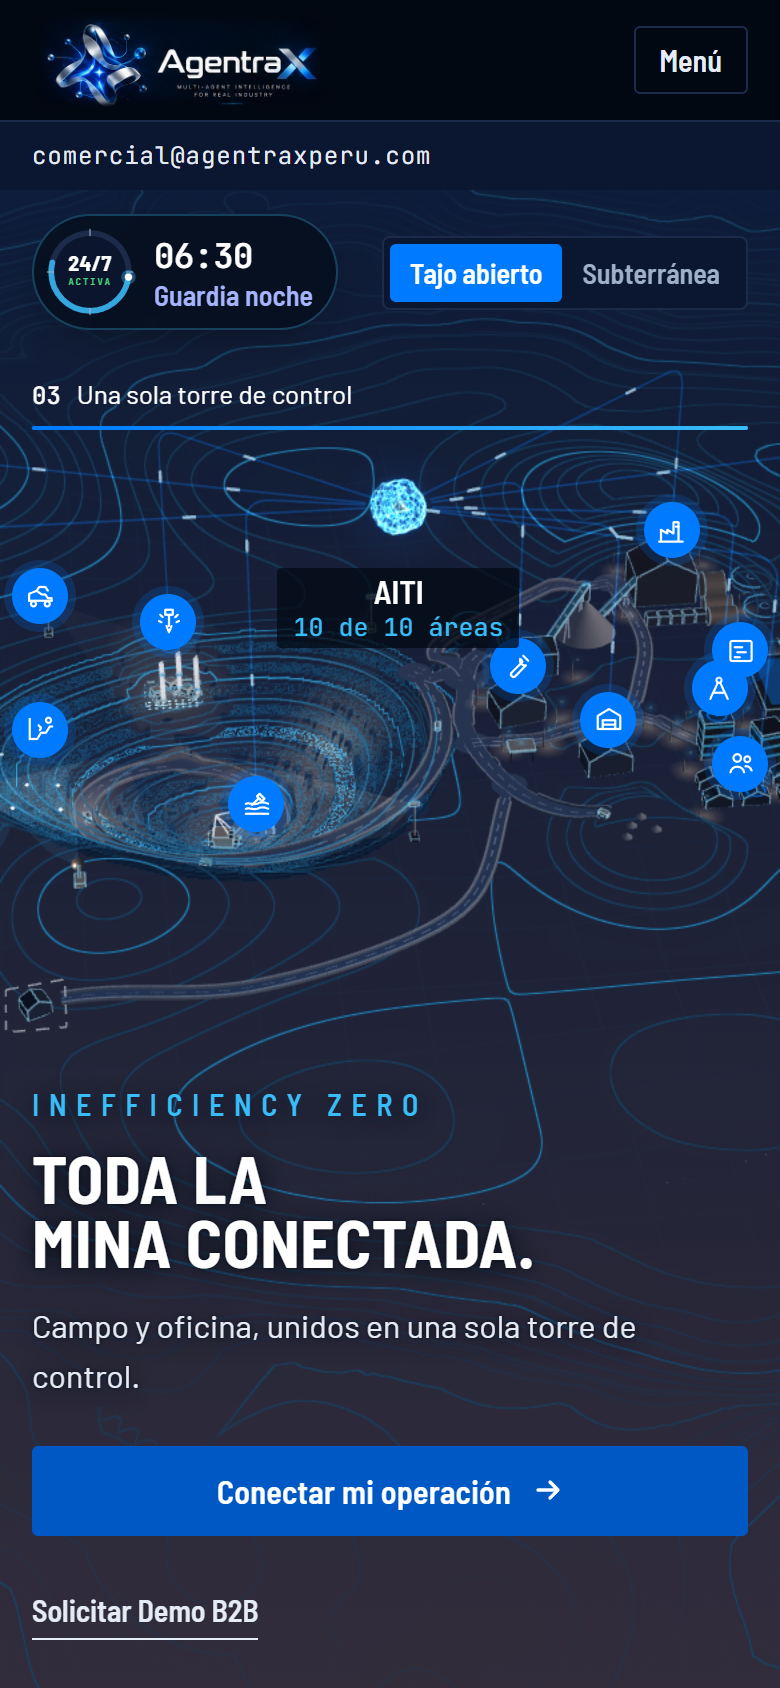 AgentraX
MULTI-AGENT INTELLIGENCE
FOR REAL INDUSTRY
Menú
comercial@agentraxperu.com
24/7
ACTIVA
06:30
Guardia noche
Tajo abierto
Subterránea
03 Una sola torre de control
AITI
10 de 10 áreas
INEFFICIENCY ZERO
TODA LA
MINA CONECTADA.
Campo y oficina, unidos en una sola torre de
control.
Conectar mi operación →
Solicitar Demo B2B